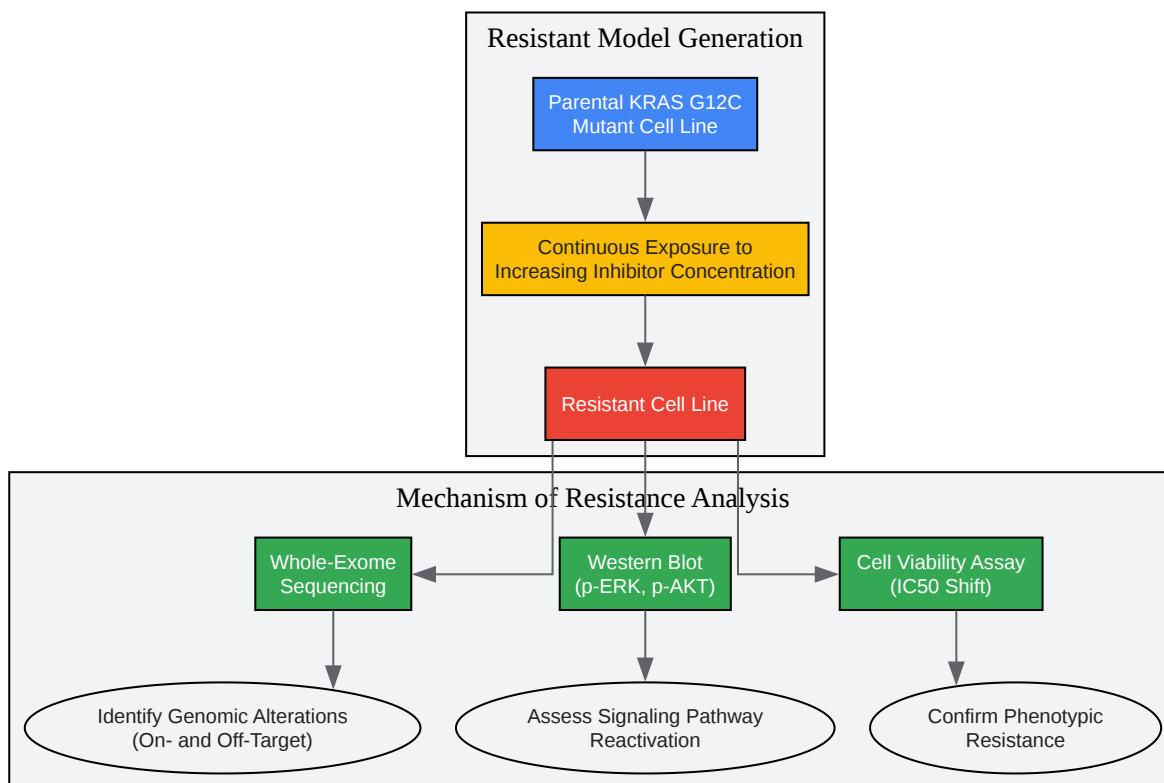 Resistant Model Generation
Parental KRAS G12C
Mutant Cell Line
Continuous Exposure to
Increasing Inhibitor Concentration
Resistant Cell Line
Mechanism of Resistance Analysis
Whole-Exome
Sequencing
Western Blot
(p-ERK, p-AKT)
Cell Viability Assay
(IC50 Shift)
Identify Genomic Alterations
(On- and Off-Target)
Assess Signaling Pathway
Reactivation
Confirm Phenotypic
Resistance